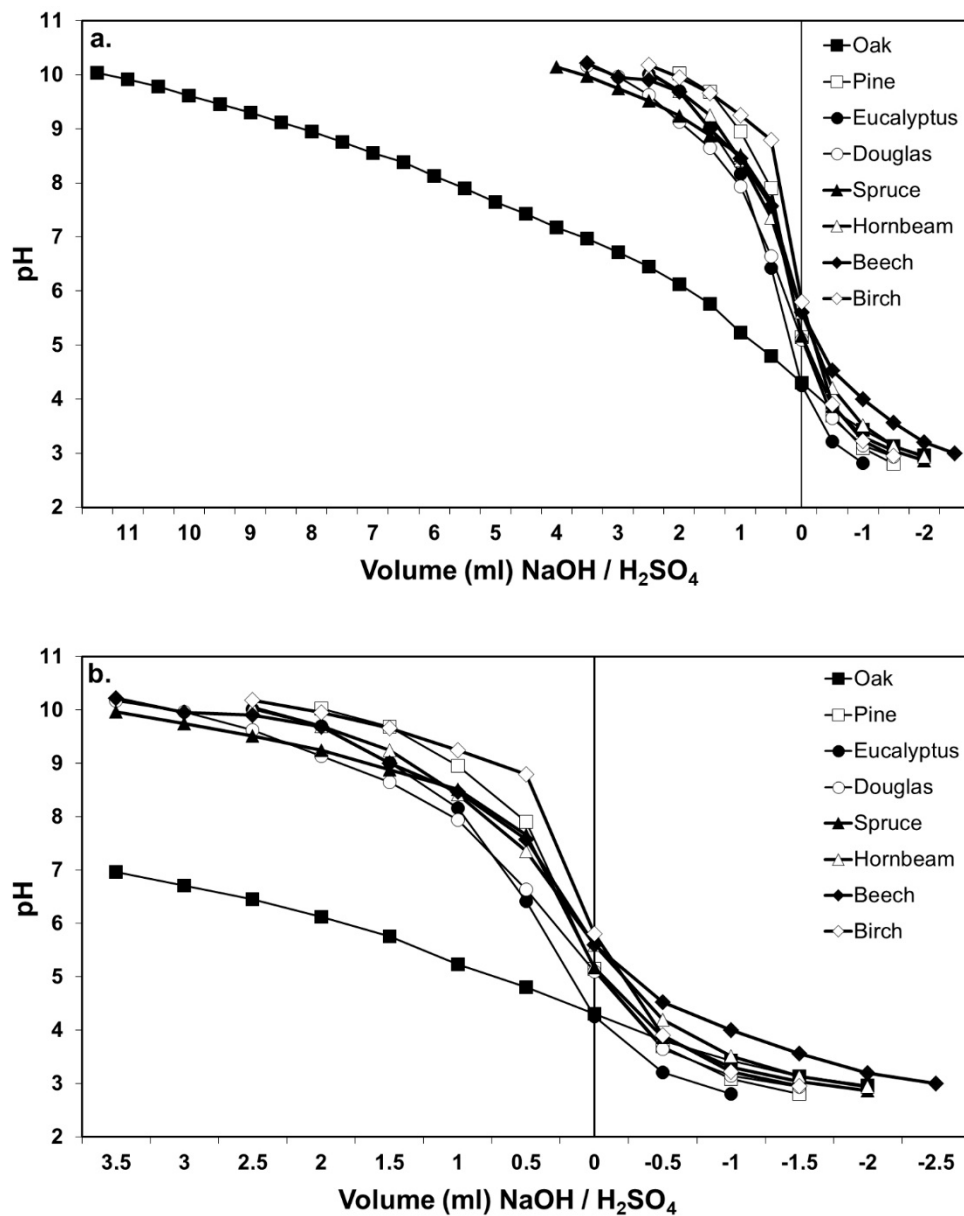 a.
11
10
9
8
7
6
5
4
3
2
pH
11 10 9 8 7 6 5 4 3 2 1 0 -1 -2
Volume (ml) NaOH / H₂SO₄
Oak
Pine
Eucalyptus
Douglas
Spruce
Hornbeam
Beech
Birch
b.
11
10
9
8
7
6
5
4
3
2
pH
3.5 3 2.5 2 1.5 1 0.5 0 -0.5 -1 -1.5 -2 -2.5
Volume (ml) NaOH / H₂SO₄
Oak
Pine
Eucalyptus
Douglas
Spruce
Hornbeam
Beech
Birch